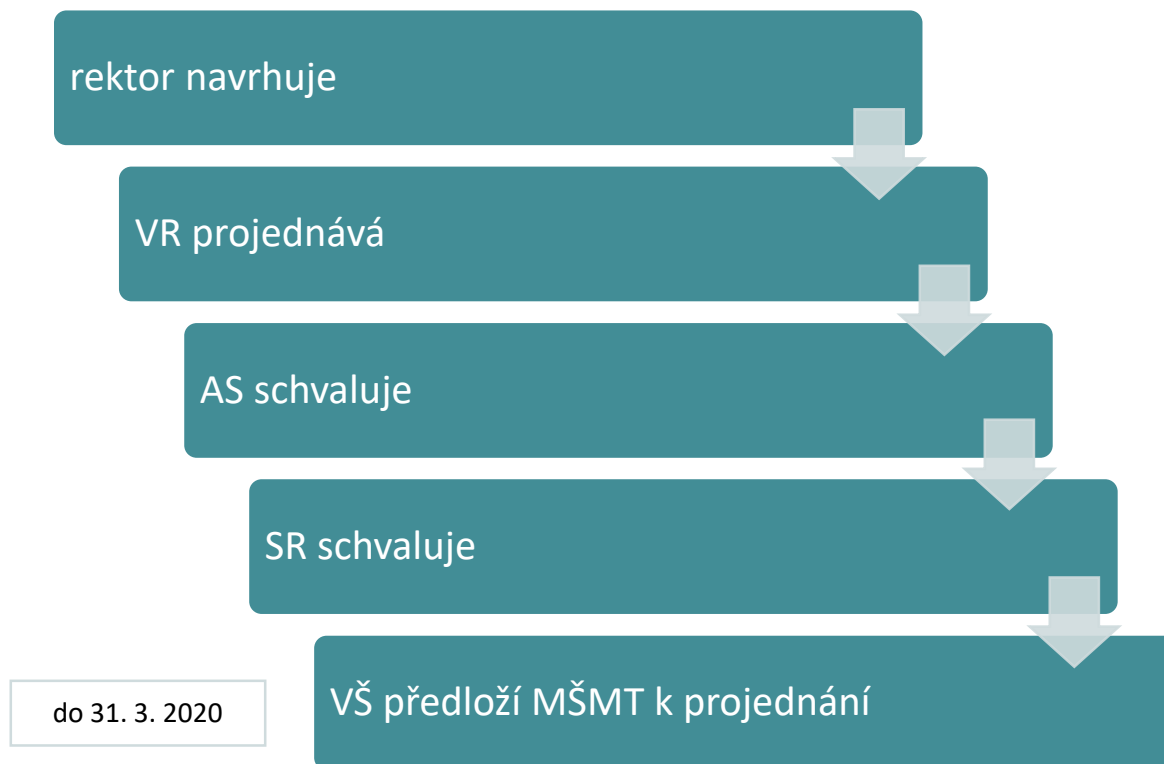 rektor navrhuje
VR projednává
AS schvaluje
SR schvaluje
VŠ předloží MŠMT k projednání
do 31. 3. 2020